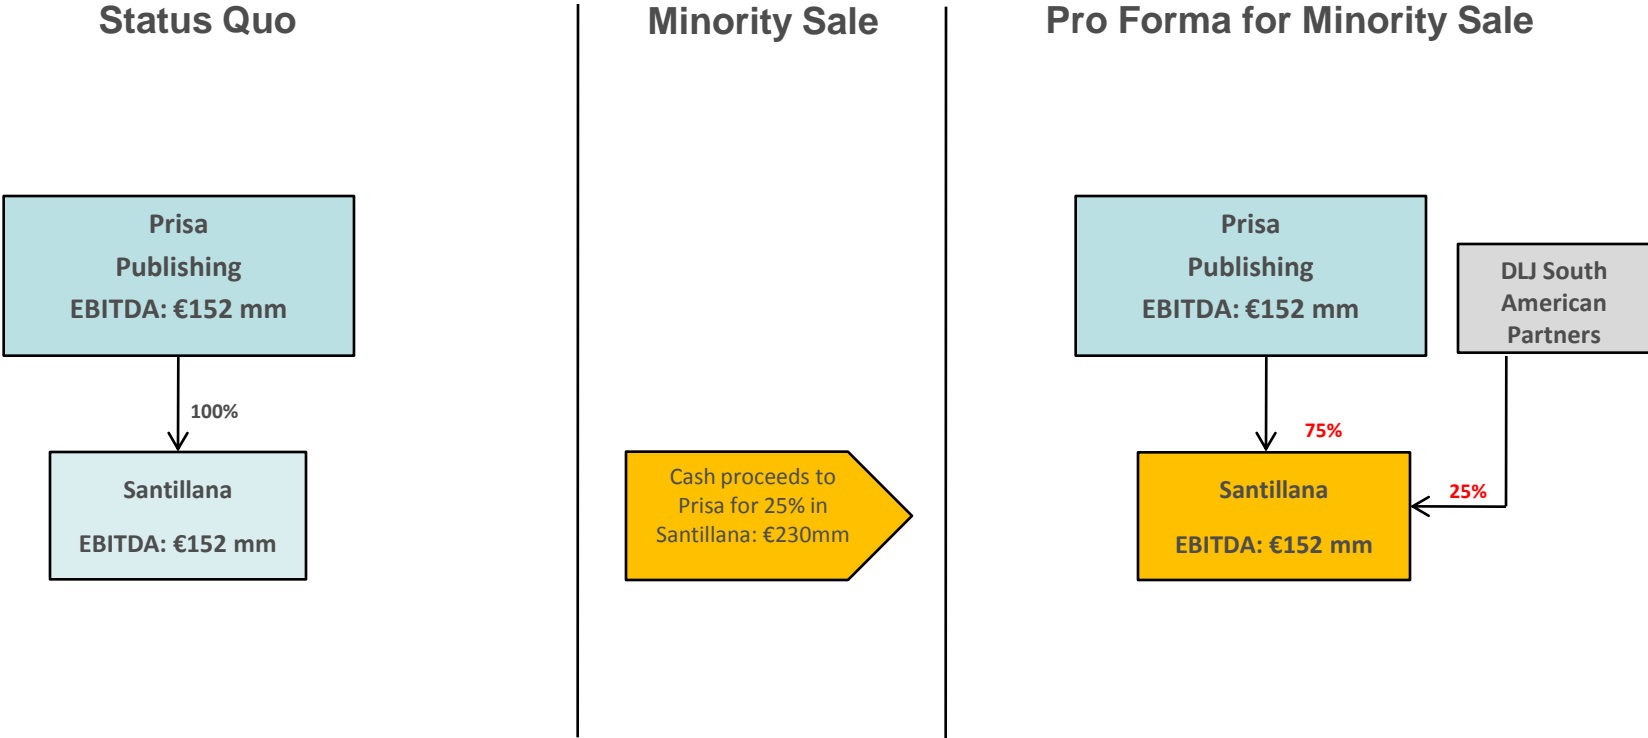 Status Quo
Prisa
Publishing
EBITDA: €152 mm
100%
Santillana
EBITDA: €152 mm
Minority Sale
Cash proceeds to
Prisa for 25% in
Santillana: €230mm
Pro Forma for Minority Sale
Prisa
Publishing
EBITDA: €152 mm
DLJ South
American
Partners
75%
Santillana
EBITDA: €152 mm
25%